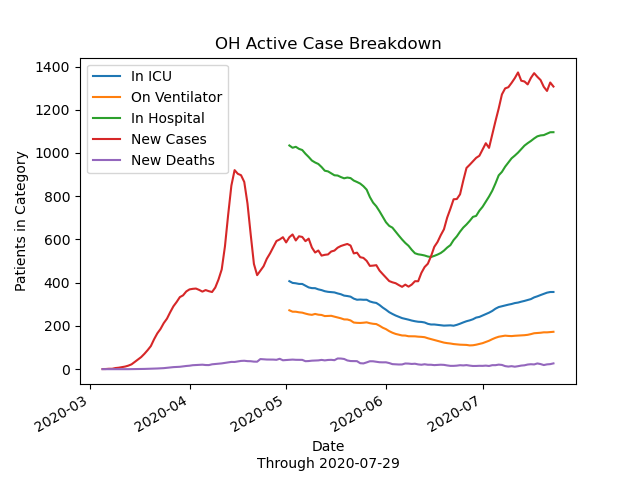 OH Active Case Breakdown
In ICU
On Ventilator
In Hospital
New Cases
New Deaths
Patients in Category
1400
1200
1000
800
600
400
200
0
2020-03
2020-04
2020-05
2020-06
2020-07
Date
Through 2020-07-29